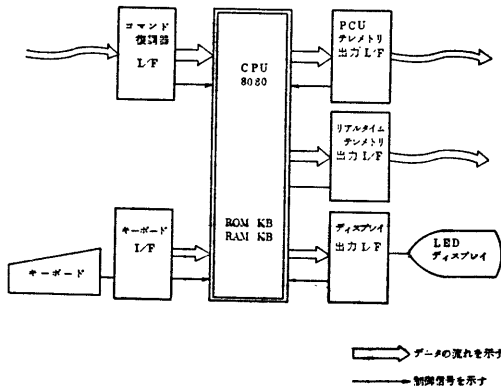 コマンド
復調器
I/F
CPU
8080
ROM KB
RAM KB
PCU
テレメトリ
出力 I/F
リアルタイム
テレメトリ
出力 I/F
キーボード
I/F
キーボード
ディスプレイ
出力 I/F
LED
ディスプレイ
データの流れを示す
制御信号を示す